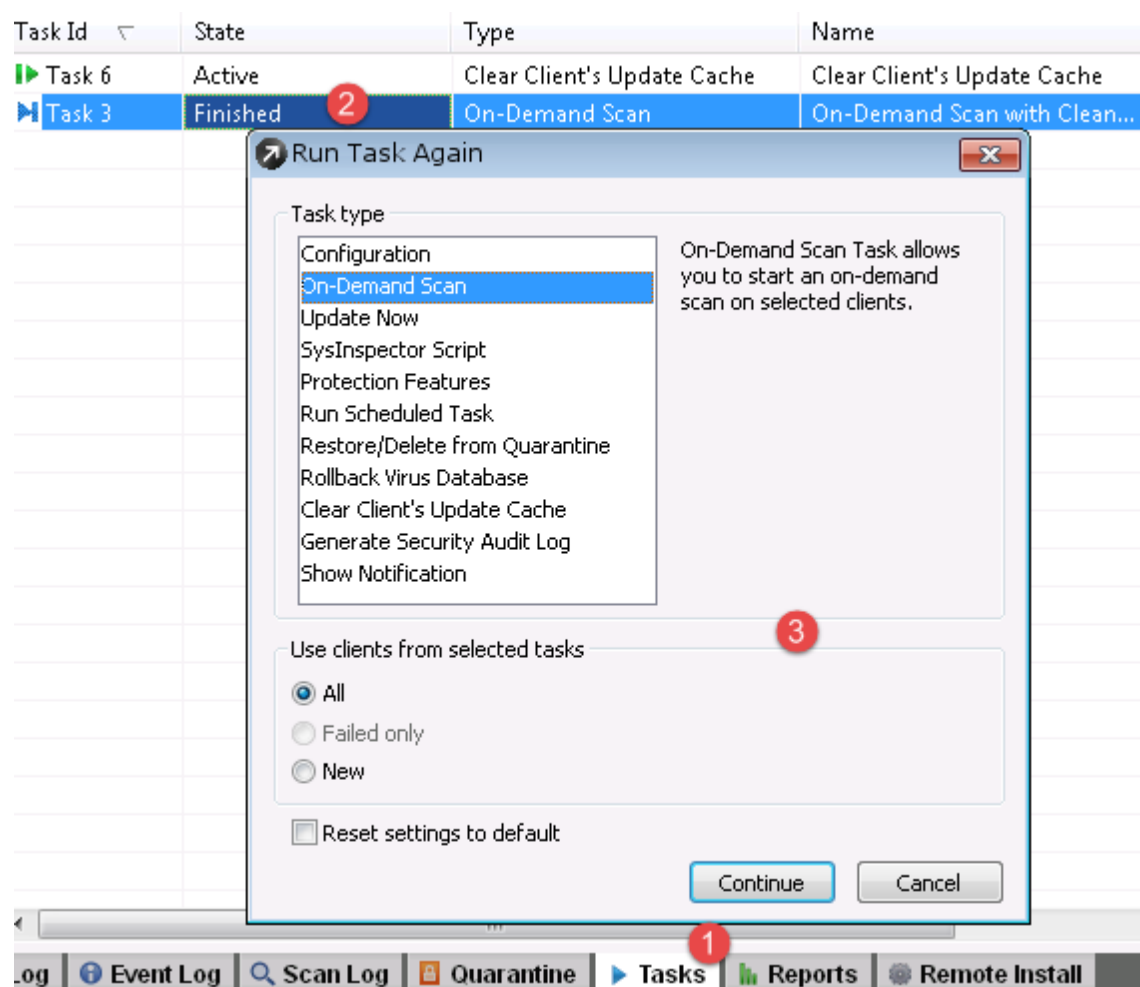 Task Id State Type Name
Task 6 Active Clear Client's Update Cache Clear Client's Update Cache
Task 3 Finished On-Demand Scan On-Demand Scan with Clean...
2
Run Task Again
Task type
Configuration
On-Demand Scan
Update Now
SysInspector Script
Protection Features
Run Scheduled Task
Restore/Delete from Quarantine
Rollback Virus Database
Clear Client's Update Cache
Generate Security Audit Log
Show Notification
On-Demand Scan Task allows
you to start an on-demand
scan on selected clients.
3
Use clients from selected tasks
All
Failed only
New
Reset settings to default
Continue Cancel
1
Log Event Log Scan Log Quarantine Tasks Reports Remote Install